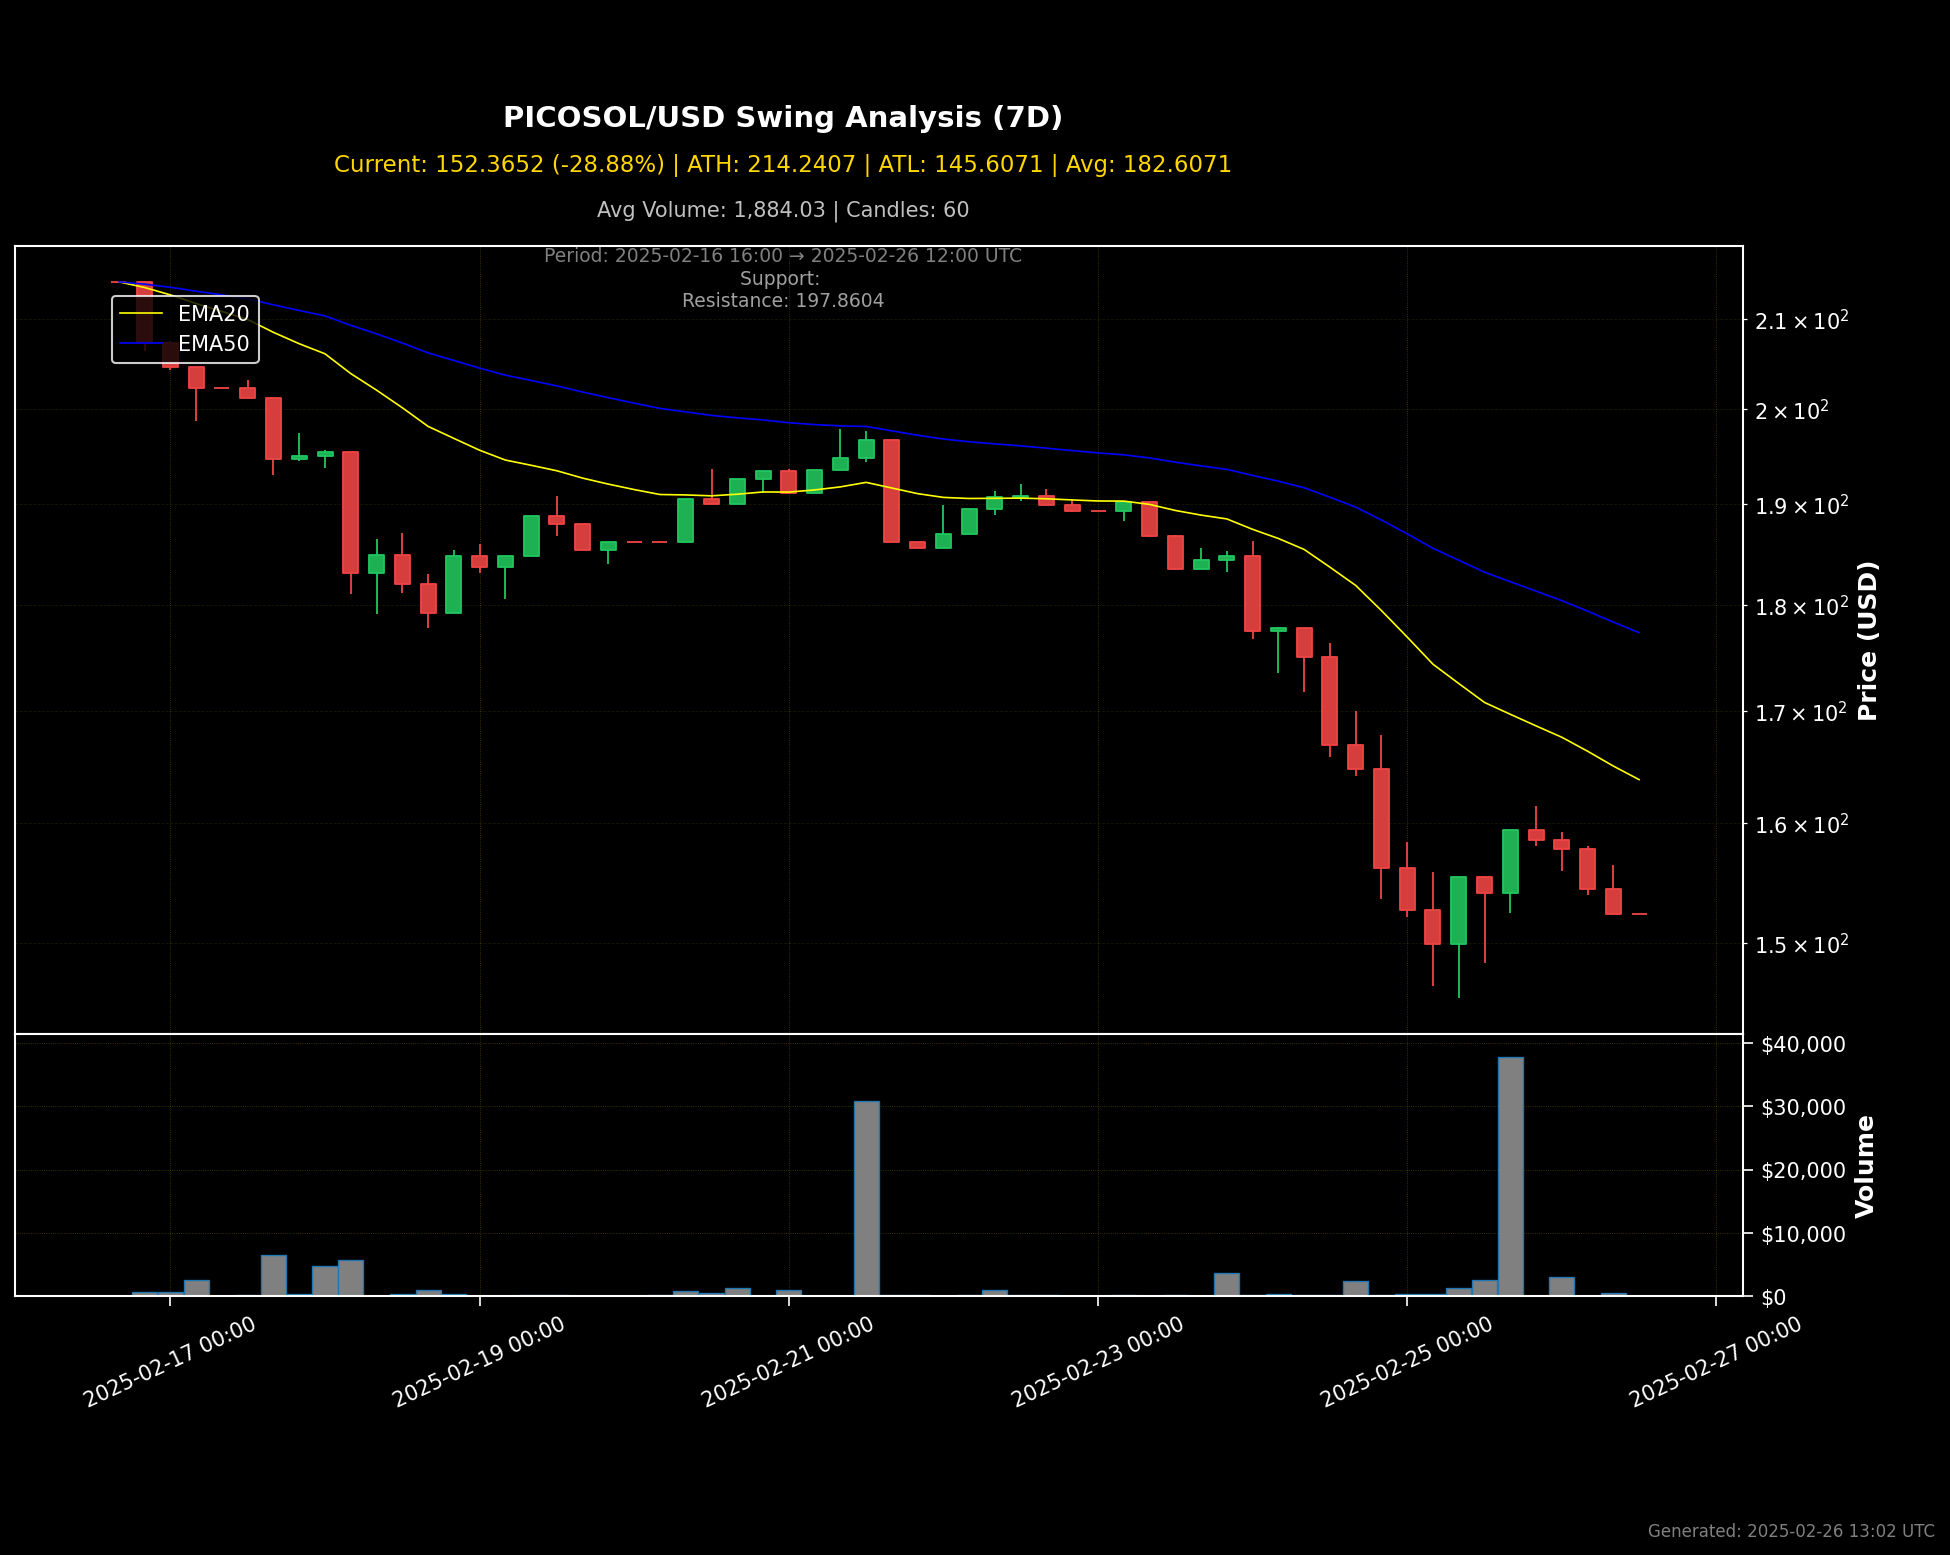 PICOSOL/USD Swing Analysis (7D)
Current: 152.3652 (-28.88%) | ATH: 214.2407 | ATL: 145.6071 | Avg: 182.6071
Avg Volume: 1,884.03 | Candles: 60
Period: 2025-02-16 16:00 → 2025-02-26 12:00 UTC
Support:
Resistance: 197.8604
EMA20
EMA50
2.1 × 10²
2 × 10²
1.9 × 10²
1.8 × 10²
1.7 × 10²
1.6 × 10²
1.5 × 10²
Price (USD)
$40,000
$30,000
$20,000
$10,000
$0
Volume
2025-02-17 00:00
2025-02-19 00:00
2025-02-21 00:00
2025-02-23 00:00
2025-02-25 00:00
2025-02-27 00:00
Generated: 2025-02-26 13:02 UTC